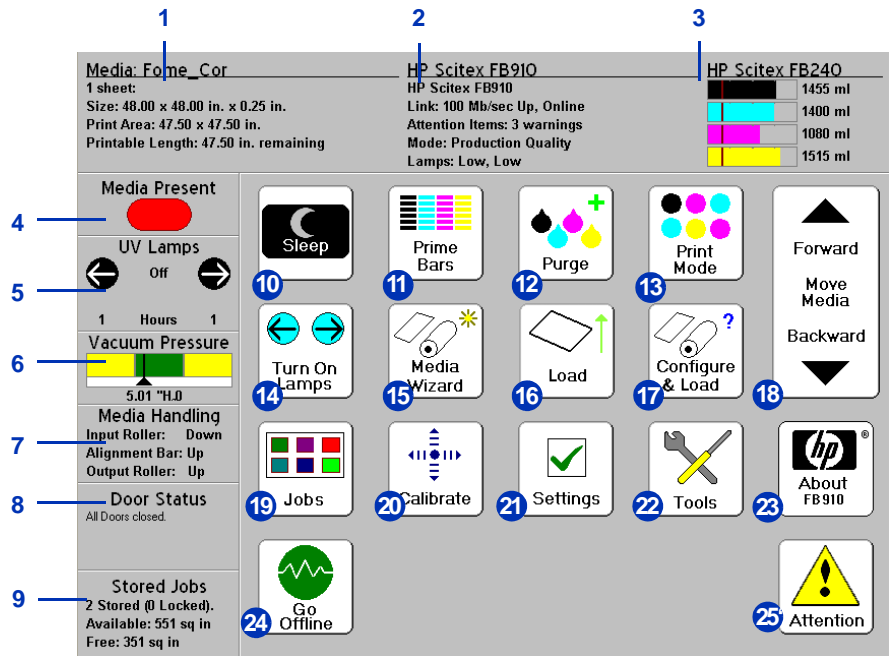 1
2
3
Media: Fome_Cor
1 sheet:
Size: 48.00 x 48.00 in. x 0.25 in.
Print Area: 47.50 x 47.50 in.
Printable Length: 47.50 in. remaining
HP Scitex FB910
HP Scitex FB910
Link: 100 Mb/sec Up, Online
Attention Items: 3 warnings
Mode: Production Quality
Lamps: Low, Low
HP Scitex FB240
1455 ml
1400 ml
1080 ml
1515 ml
4
Media Present
5
UV Lamps
Off
1 Hours 1
6
Vacuum Pressure
5.01 "H.0
7
Media Handling
Input Roller: Down
Alignment Bar: Up
Output Roller: Up
8
Door Status
All Doors closed.
9
Stored Jobs
2 Stored (0 Locked).
Available: 551 sq in
Free: 351 sq in
Sleep
10
Prime
Bars
11
Purge
12
Print
Mode
13
Forward
Move
Media
Backward
18
Turn On
Lamps
14
Media
Wizard
15
Load
16
?
Configure
& Load
17
Jobs
19
Calibrate
20
Settings
21
Tools
22
hp
®
About
FB910
23
Go
Offline
24
Attention
25